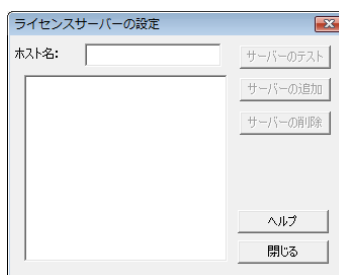 ライセンスサーバーの設定
ホスト名:
サーバーのテスト
サーバーの追加
サーバーの削除
ヘルプ
閉じる